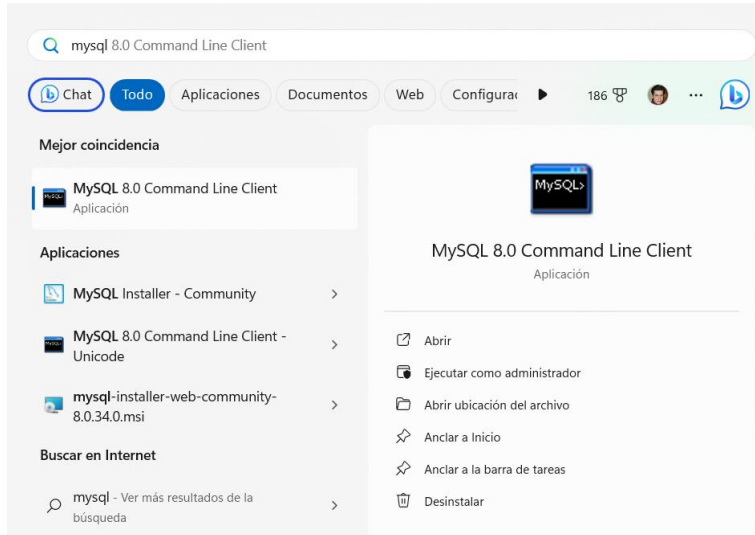 mysql 8.0 Command Line Client
Chat
Todo
Aplicaciones
Documentos
Web
Configurac
186
Mejor coincidencia
MySQL 8.0 Command Line Client
Aplicación
Aplicaciones
MySQL Installer - Community
MySQL 8.0 Command Line Client -
Unicode
mysql-installer-web-community-
8.0.34.0.msi
Buscar en Internet
mysql - Ver más resultados de la
búsqueda
MySQL>
MySQL 8.0 Command Line Client
Aplicación
Abrir
Ejecutar como administrador
Abrir ubicación del archivo
Anclar a Inicio
Anclar a la barra de tareas
Desinstalar